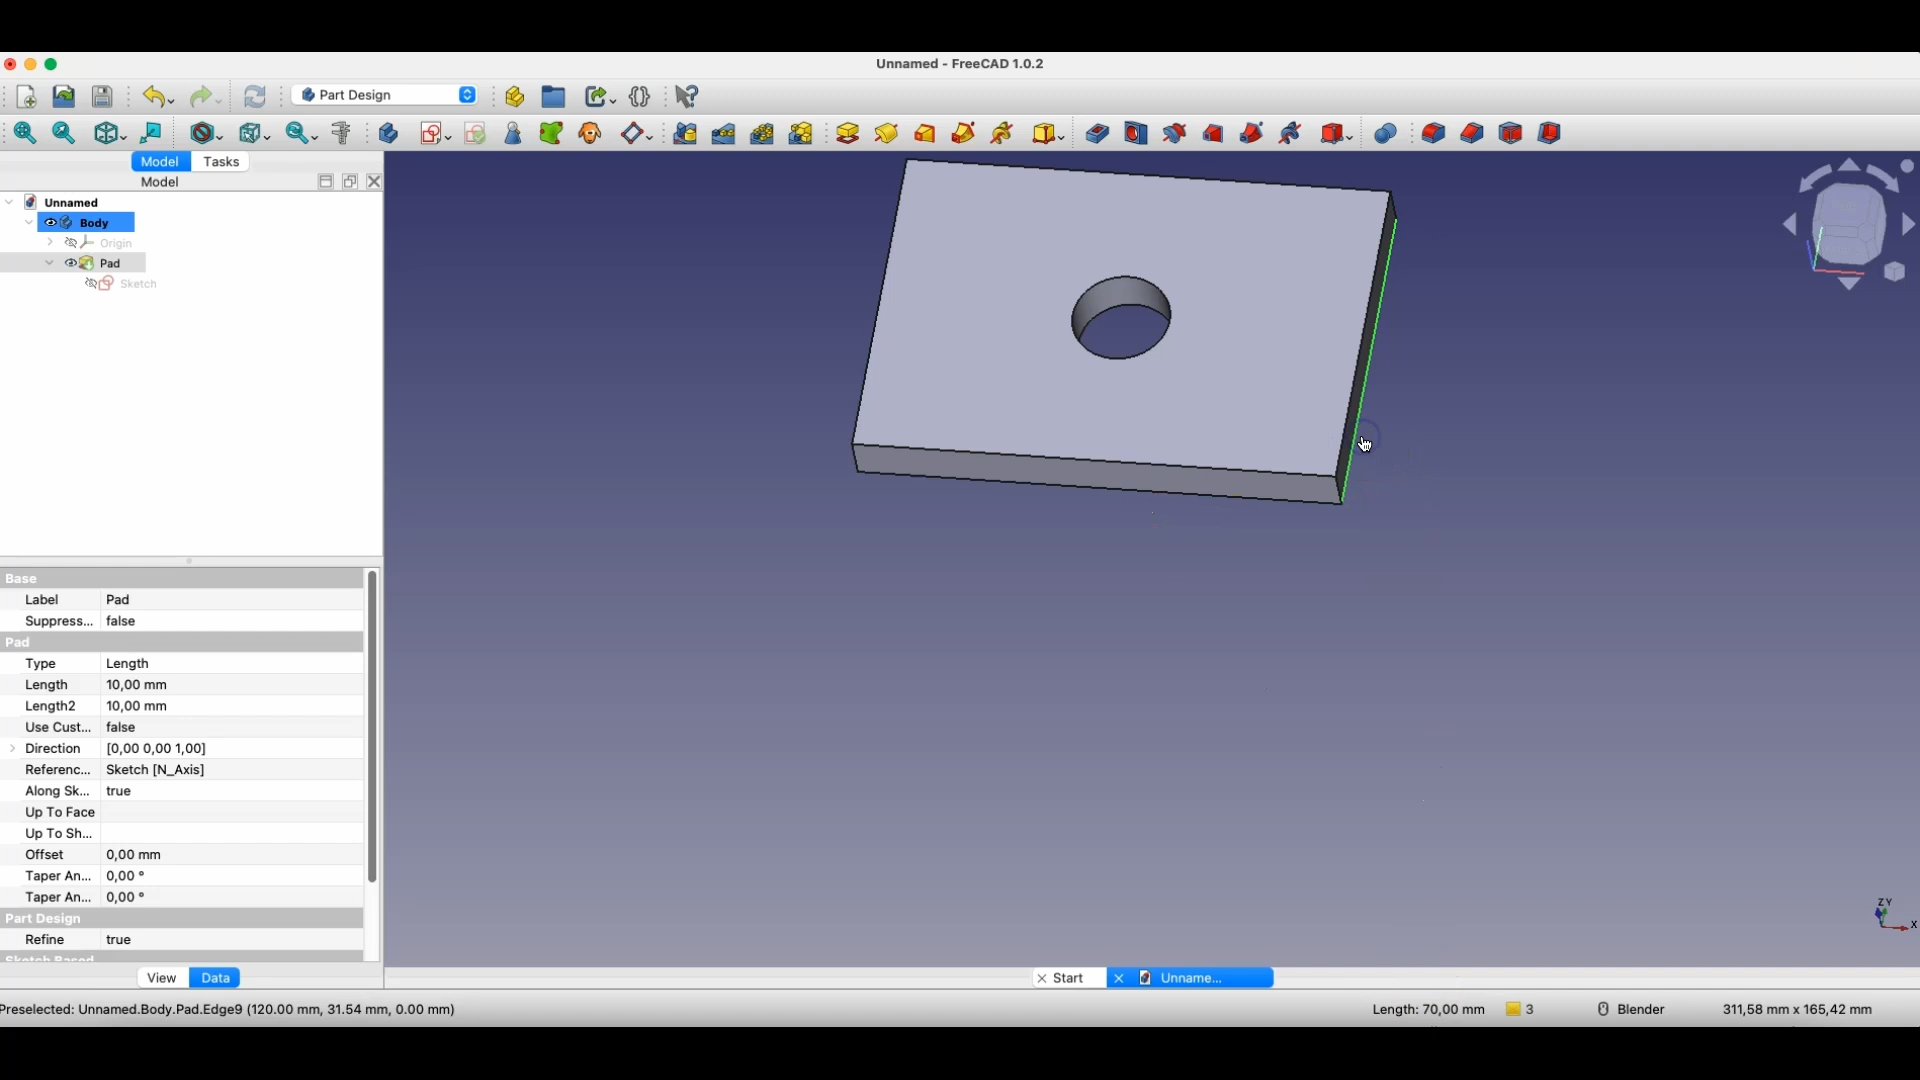 Unnamed - FreeCAD 1.0.2
Part Design
Model Tasks
Model
Unnamed
Body
Origin
Pad
Sketch
Base
Label Pad
Suppress... false
Pad
Type Length
Length 10,00 mm
Length2 10,00 mm
Use Cust... false
Direction [0,00 0,00 1,00]
Referenc... Sketch [N_Axis]
Along Sk... true
Up To Face
Up To Sh...
Offset 0,00 mm
Taper An... 0,00 °
Taper An... 0,00 °
Part Design
Refine true
Sketch Based
View Data
Z Y
X
Start Unname...
Preselected: Unnamed.Body.Pad.Edge9 (120.00 mm, 31.54 mm, 0.00 mm)
Length: 70,00 mm 3 Blender 311,58 mm x 165,42 mm